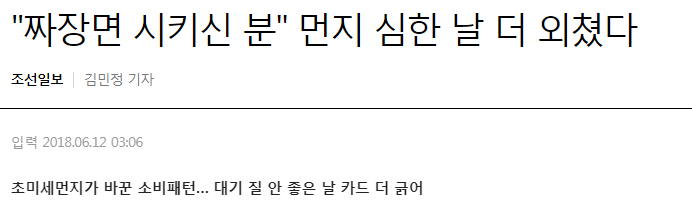 "짜장면 시키신 분" 먼지 심한 날 더 외쳤다
조선일보 김민정 기자
입력 2018.06.12 03:06
초미세먼지가 바꾼 소비패턴... 대기 질 안 좋은 날 카드 더 긁어